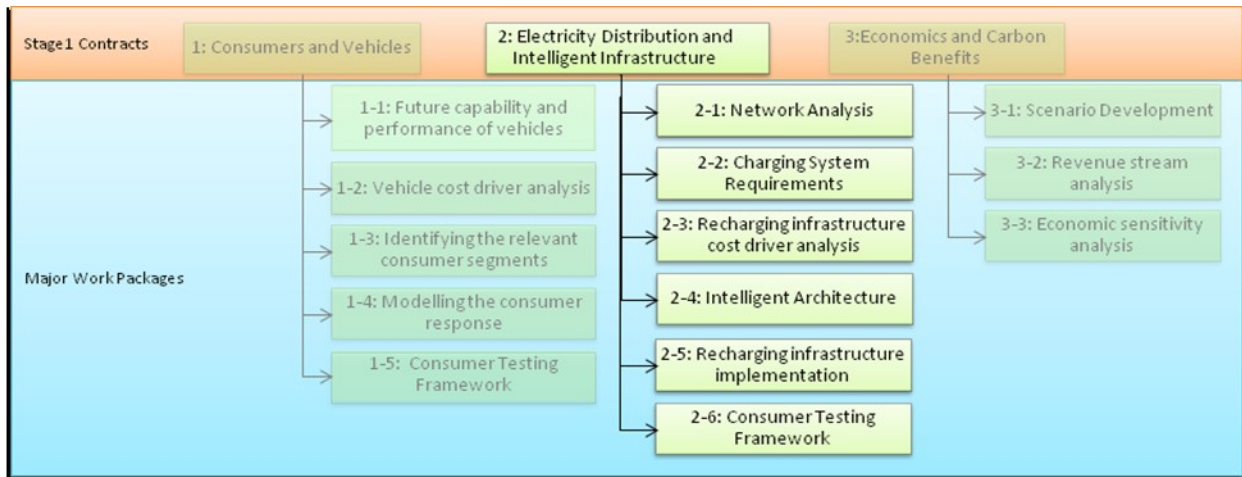 Stage1 Contracts
1: Consumers and Vehicles
2: Electricity Distribution and
Intelligent Infrastructure
3:Economics and Carbon
Benefits
Major Work Packages
1-1: Future capability and
performance of vehicles
1-2: Vehicle cost driver analysis
1-3: Identifying the relevant
consumer segments
1-4: Modelling the consumer
response
1-5: Consumer Testing
Framework
2-1: Network Analysis
2-2: Charging System
Requirements
2-3: Recharging infrastructure
cost driver analysis
2-4: Intelligent Architecture
2-5: Recharging infrastructure
implementation
2-6: Consumer Testing
Framework
3-1: Scenario Development
3-2: Revenue stream
analysis
3-3: Economic sensitivity
analysis